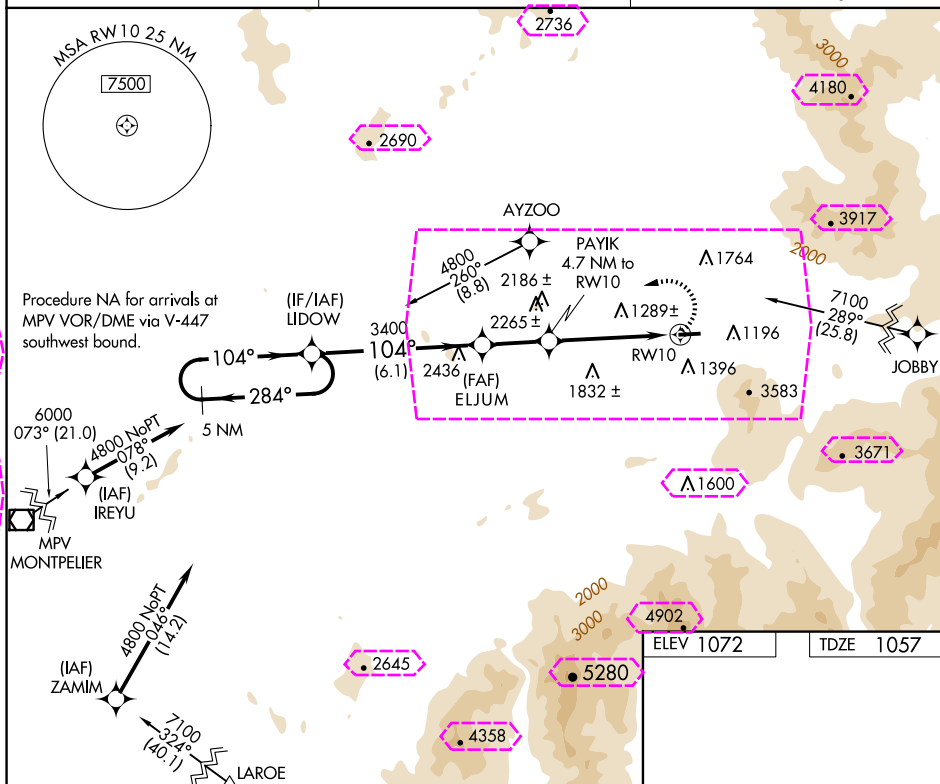 MSA RW10 25 NM
7500
2736
3000
4180
2690
3917
2000
AYZOO
4800
260°
(8.8)
PAYIK
4.7 NM to
RW10
2186 ±
2265 ±
1764
1289 ±
7100
289°
(25.8)
JOBBY
Procedure NA for arrivals at
MPV VOR/DME via V-447
southwest bound.
(IF/IAF)
LIDOW
3400
104°
(6.1)
104°
284°
5 NM
2436
(FAF)
ELJUM
RW10
1196
1396
1832 ±
3583
3671
1600
6000
073° (21.0)
4800 NoPT
078°
(9.2)
(IAF)
IREYU
MPV
MONTPELIER
4800 NoPT
046°
(14.2)
(IAF)
ZAMIM
7100
324°
(40.1)
LAROE
2645
2000
3000
4902
5280
4358
ELEV 1072
TDZE 1057